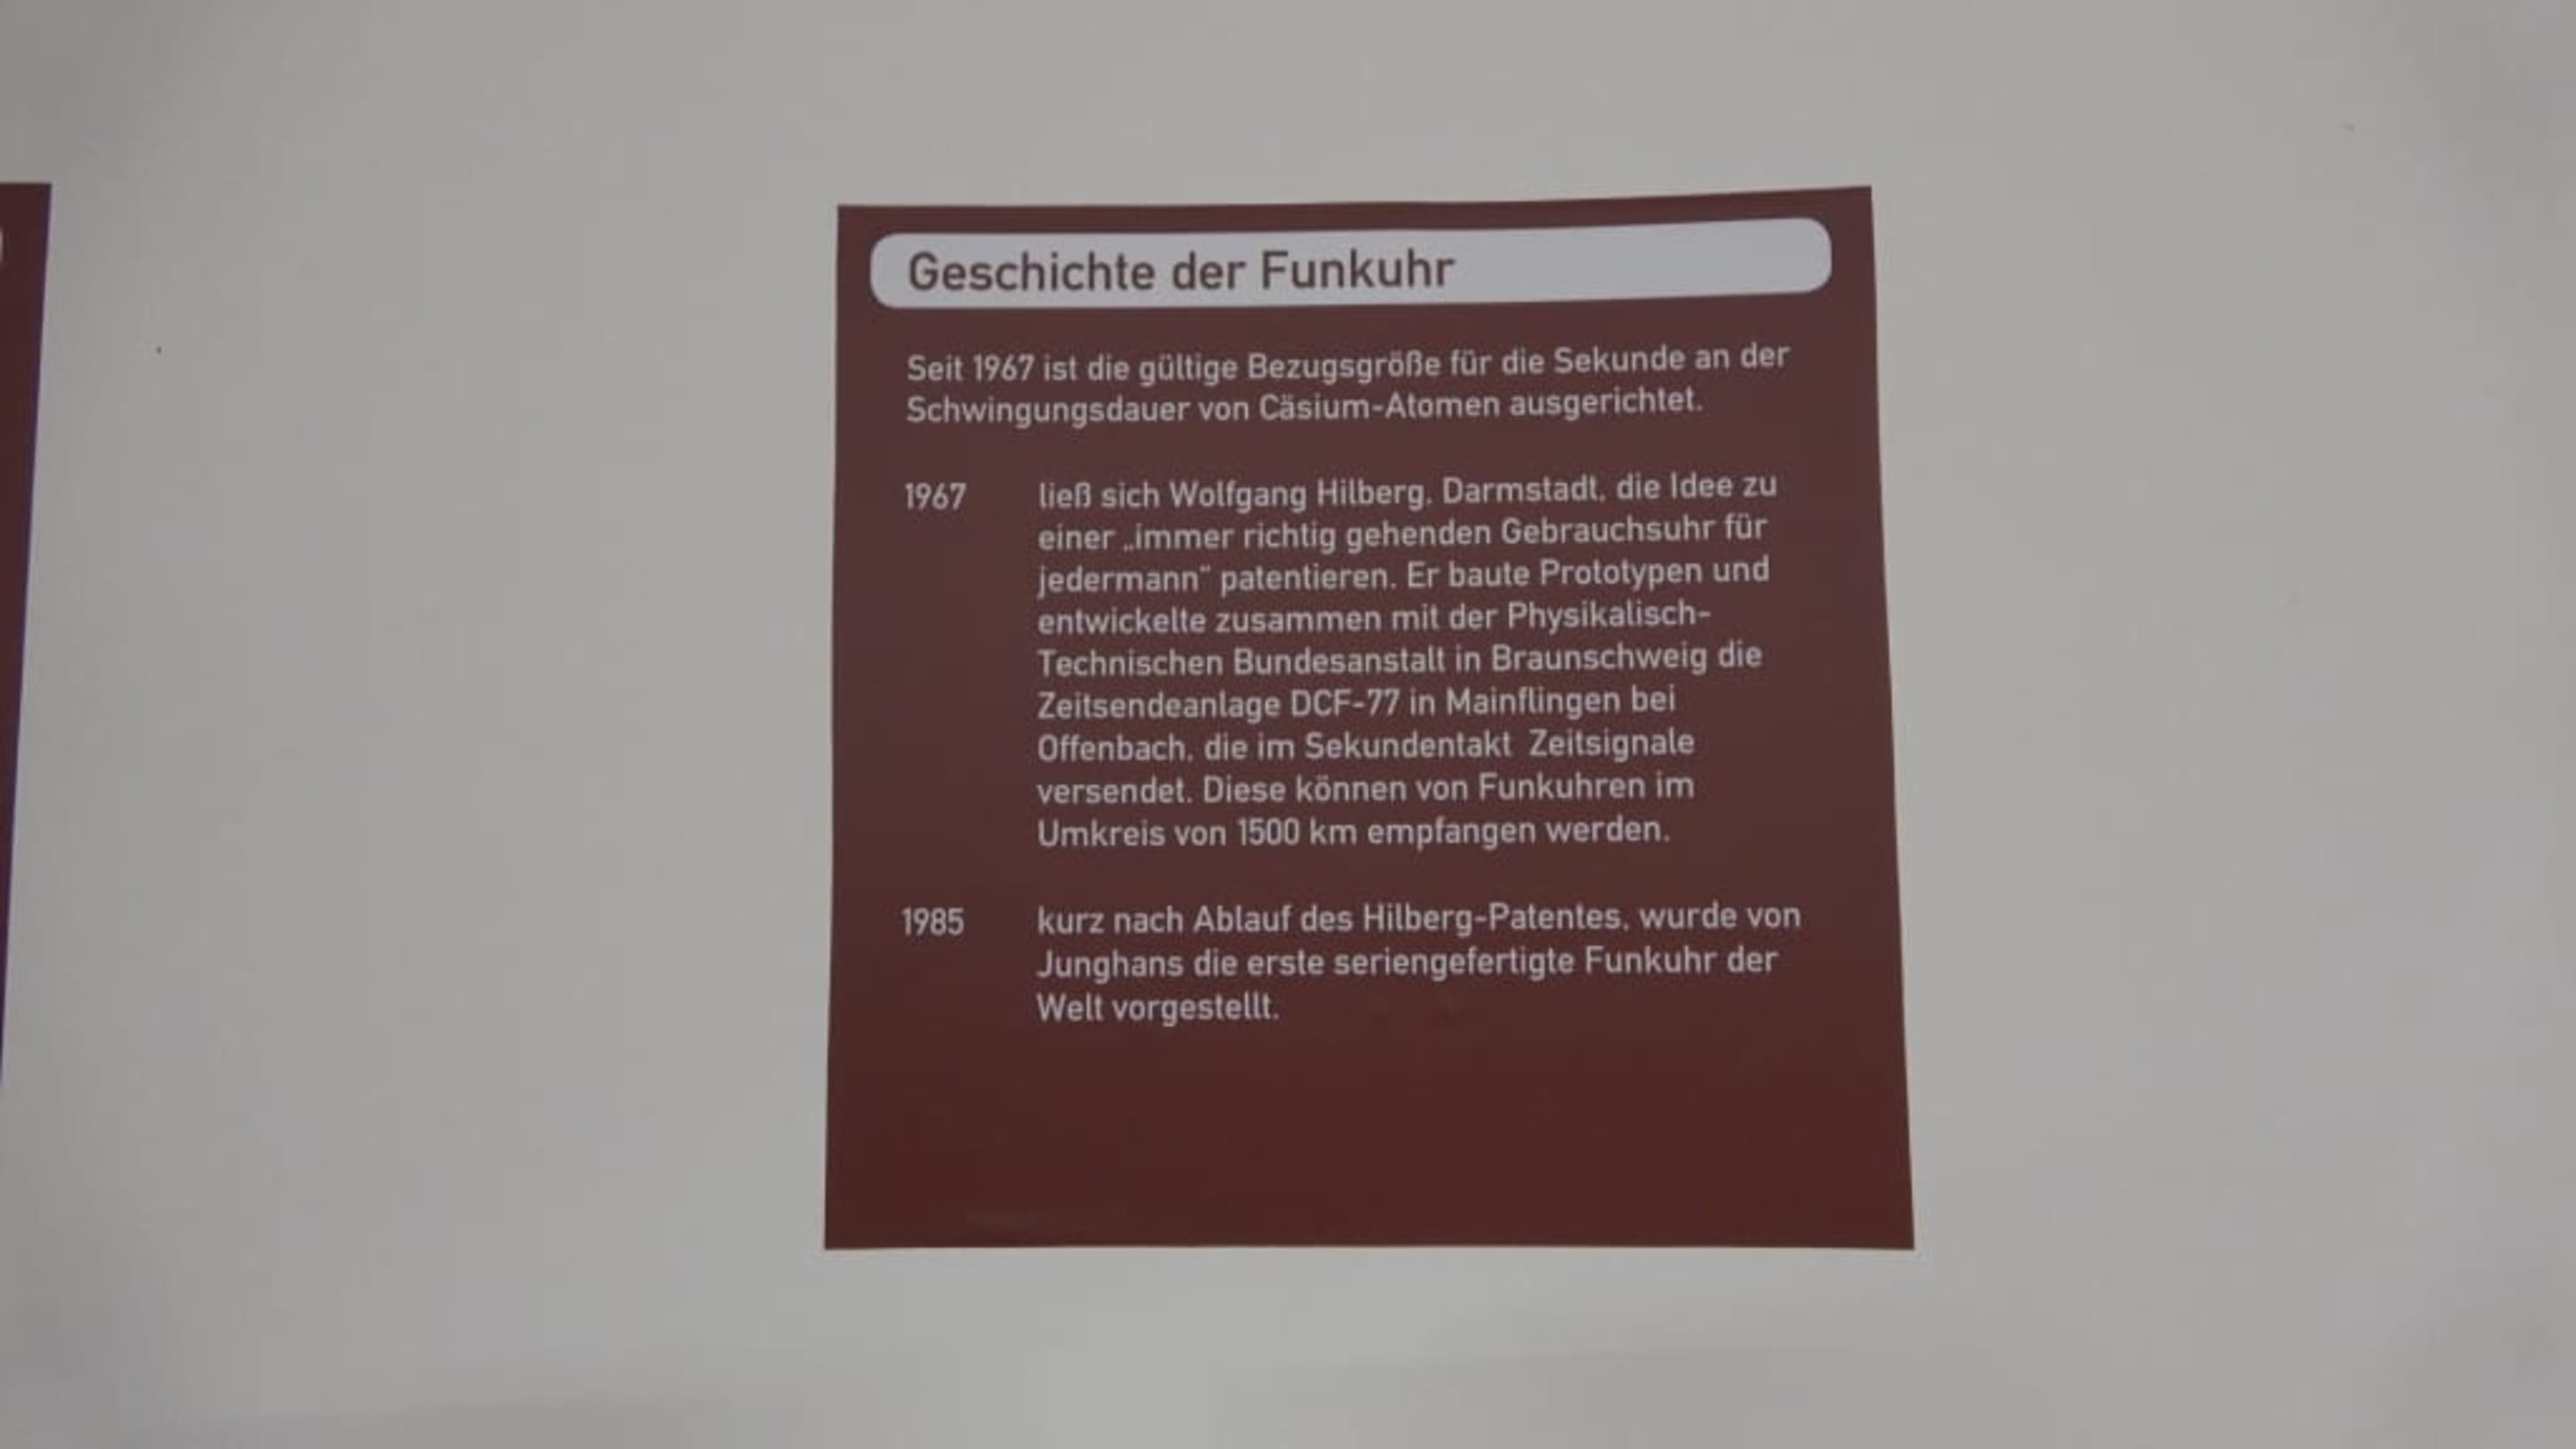 Geschichte der Funkuhr
Seit 1967 ist die gültige Bezugsgröße für die Sekunde an der
Schwingungsdauer von Cäsium-Atomen ausgerichtet.
1967 ließ sich Wolfgang Hilberg, Darmstadt, die Idee zu
einer „immer richtig gehenden Gebrauchsuhr für
jedermann“ patentieren. Er baute Prototypen und
entwickelte zusammen mit der Physikalisch-
Technischen Bundesanstalt in Braunschweig die
Zeitsendeanlage DCF-77 in Mainflingen bei
Offenbach, die im Sekundentakt Zeitsignale
versendet. Diese können von Funkuhren im
Umkreis von 1500 km empfangen werden.
1985 kurz nach Ablauf des Hilberg-Patentes, wurde von
Junghans die erste seriengefertigte Funkuhr der
Welt vorgestellt.